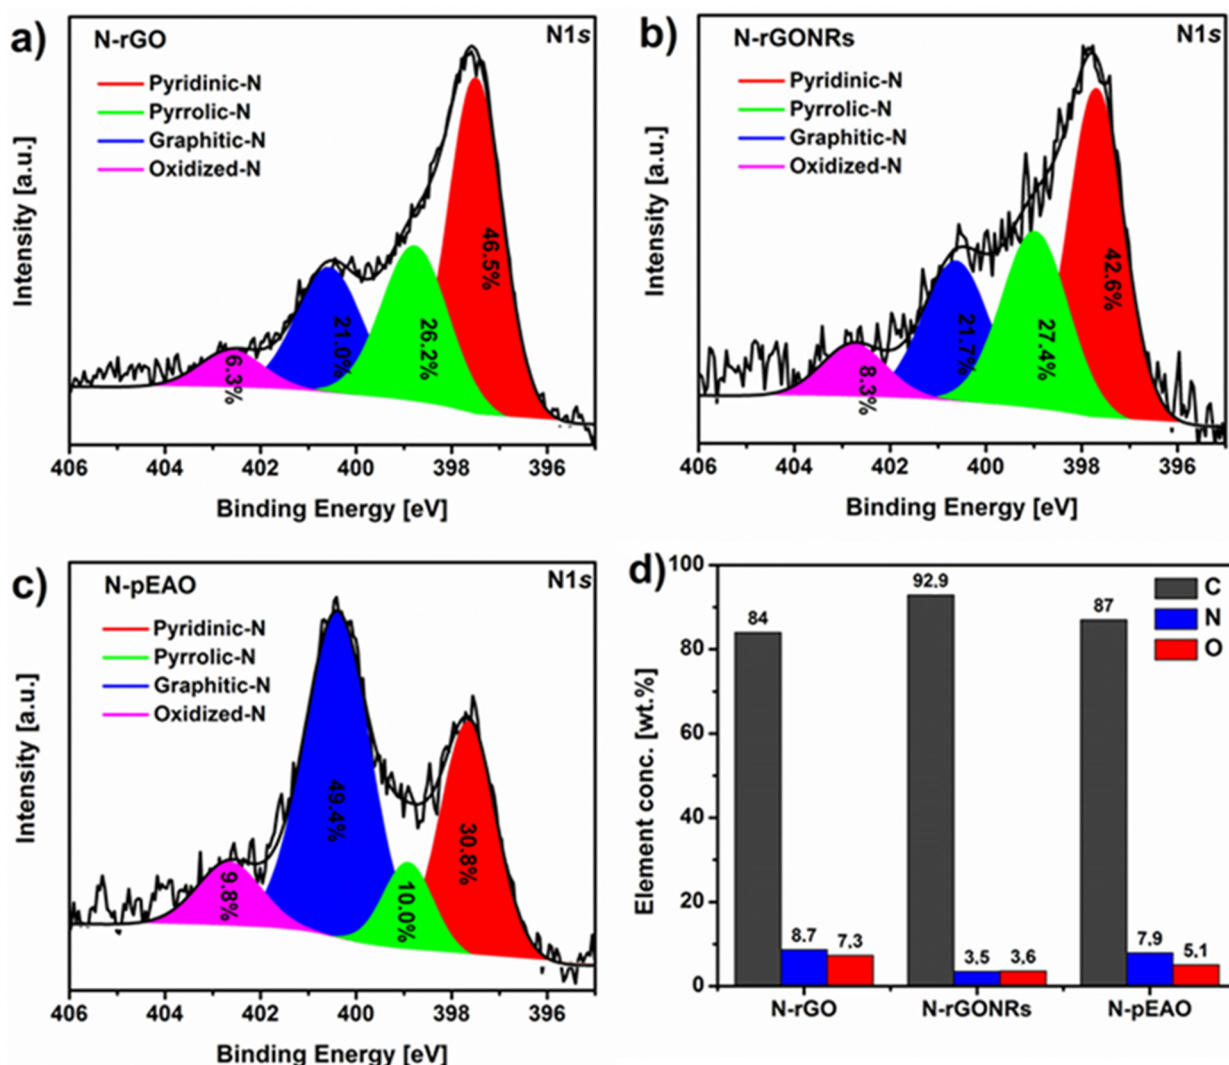 a)
N-rGO
N1s
Pyridinic-N
Pyrrolic-N
Graphitic-N
Oxidized-N
46.5%
26.2%
21.0%
6.3%
Intensity [a.u.]
406 404 402 400 398 396
Binding Energy [eV]
b)
N-rGONRs
N1s
Pyridinic-N
Pyrrolic-N
Graphitic-N
Oxidized-N
42.6%
27.4%
21.7%
8.3%
Intensity [a.u.]
406 404 402 400 398 396
Binding Energy [eV]
c)
N-pEAO
N1s
Pyridinic-N
Pyrrolic-N
Graphitic-N
Oxidized-N
49.4%
30.8%
10.0%
9.8%
Intensity [a.u.]
406 404 402 400 398 396
Binding Energy [eV]
d)
100
80
60
40
20
0
Element conc. [wt.%]
C
N
O
84
8.7
7.3
92.9
3.5
3.6
87
7.9
5.1
N-rGO N-rGONRs N-pEAO